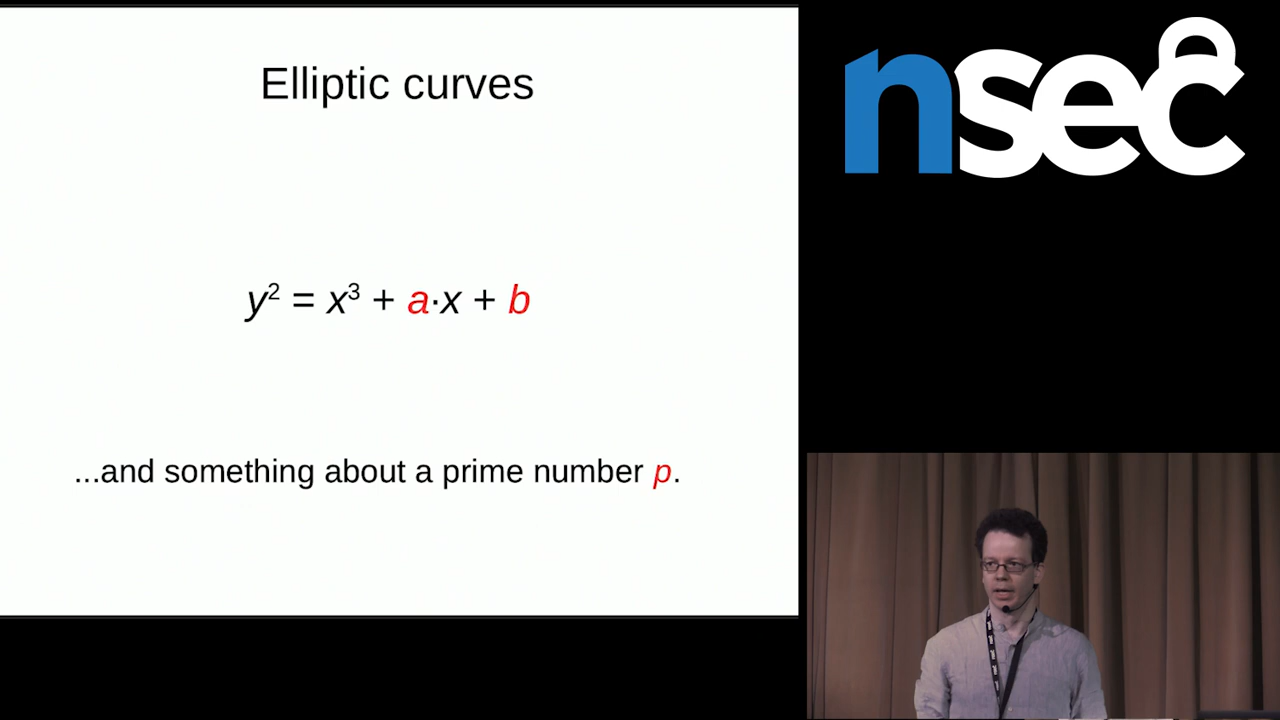 Elliptic curves
y² = x³ + a·x + b
...and something about a prime number p.
nsec